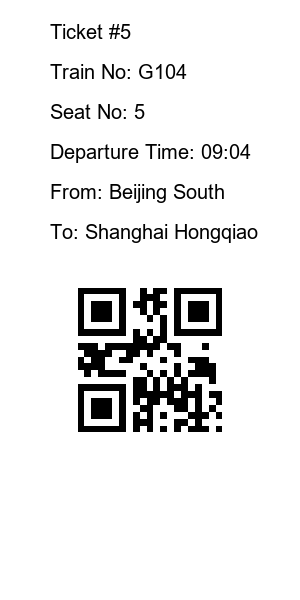 Ticket #5
Train No: G104
Seat No: 5
Departure Time: 09:04
From: Beijing South
To: Shanghai Hongqiao